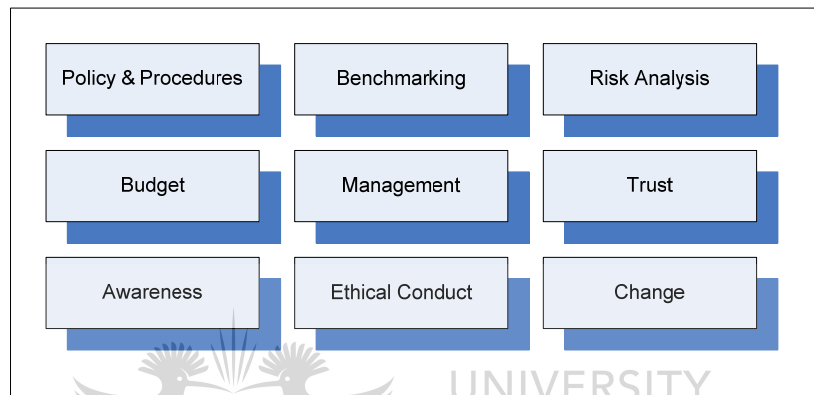 Policy & Procedures
Benchmarking
Risk Analysis
Budget
Management
Trust
Awareness
Ethical Conduct
Change
UNIVERSITY